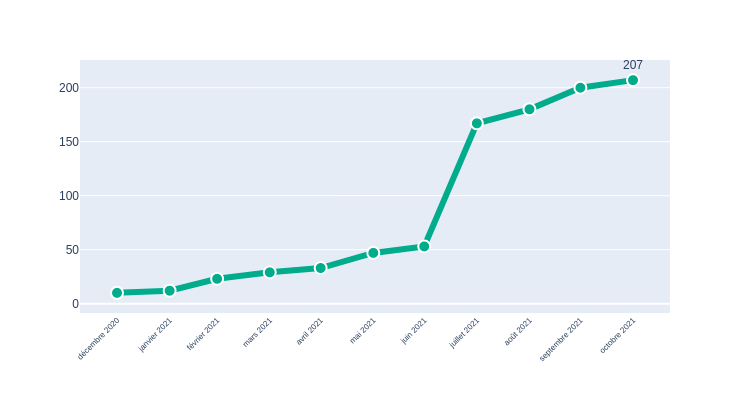 207
200
150
100
50
0
décembre 2020
janvier 2021
février 2021
mars 2021
avril 2021
mai 2021
juin 2021
juillet 2021
août 2021
septembre 2021
octobre 2021